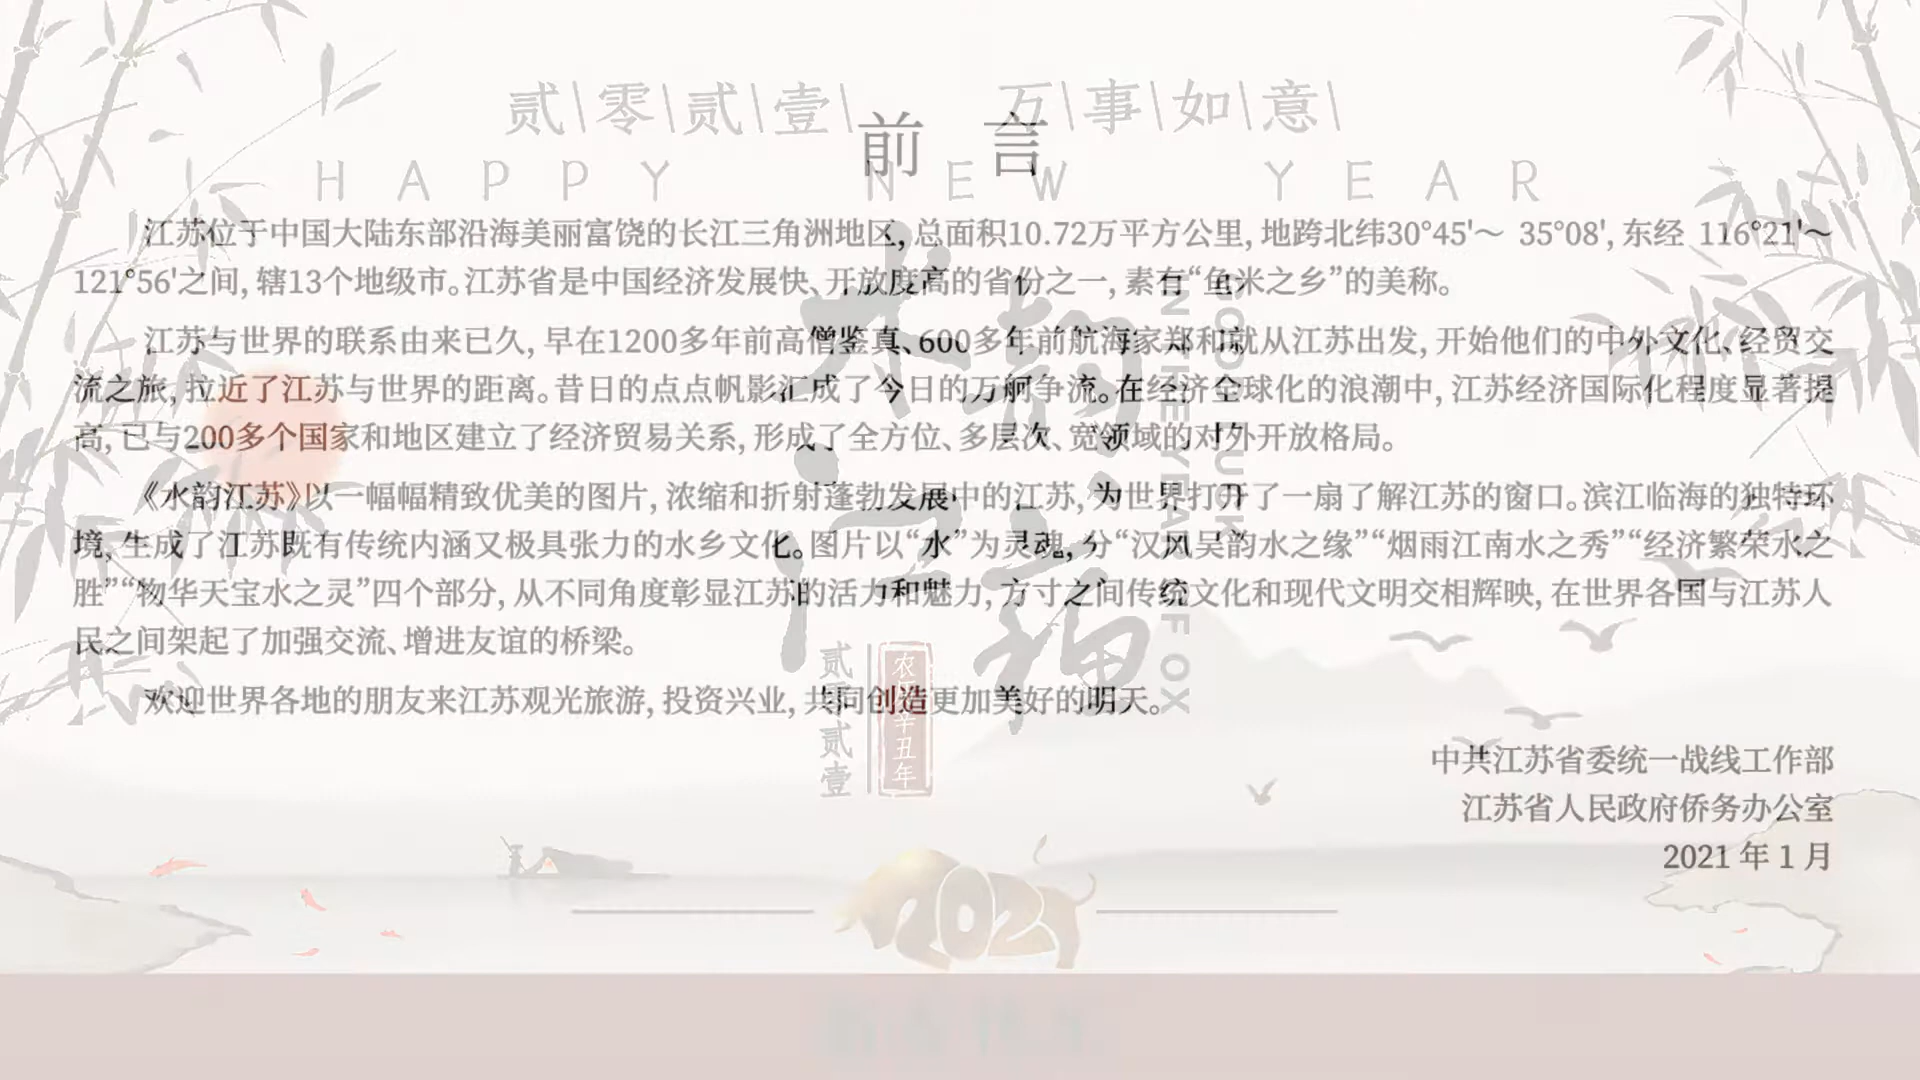 贰\零\贰\壹\ 万\事\如\意\
前言
HAPPY NEW YEAR
江苏位于中国大陆东部沿海美丽富饶的长江三角洲地区,总面积10.72万平方公里,地跨北纬30°45'～ 35°08',东经 116°21'～
121°56'之间,辖13个地级市。江苏省是中国经济发展快、开放度高的省份之一,素有“鱼米之乡”的美称。
江苏与世界的联系由来已久,早在1200多年前高僧鉴真、600多年前航海家郑和就从江苏出发,开始他们的中外文化、经贸交
流之旅,拉近了江苏与世界的距离。昔日的点点帆影汇成了今日的万舸争流。在经济全球化的浪潮中,江苏经济国际化程度显著提
高,已与200多个国家和地区建立了经济贸易关系,形成了全方位、多层次、宽领域的对外开放格局。
《水韵江苏》以一幅幅精致优美的图片,浓缩和折射蓬勃发展中的江苏,为世界打开了一扇了解江苏的窗口。滨江临海的独特环
境,生成了江苏既有传统内涵又极具张力的水乡文化。图片以“水”为灵魂,分“汉风吴韵水之缘”“烟雨江南水之秀”“经济繁荣水之
胜”“物华天宝水之灵”四个部分,从不同角度彰显江苏的活力和魅力,方寸之间传统文化和现代文明交相辉映,在世界各国与江苏人
民之间架起了加强交流、增进友谊的桥梁。
欢迎世界各地的朋友来江苏观光旅游,投资兴业,共同创造更加美好的明天。
中共江苏省委统一战线工作部
江苏省人民政府侨务办公室
2021 年 1 月
水韵江苏
GOOD LUCK
IN THE YEAR OF OX
贰零贰壹
农历辛丑年
2021